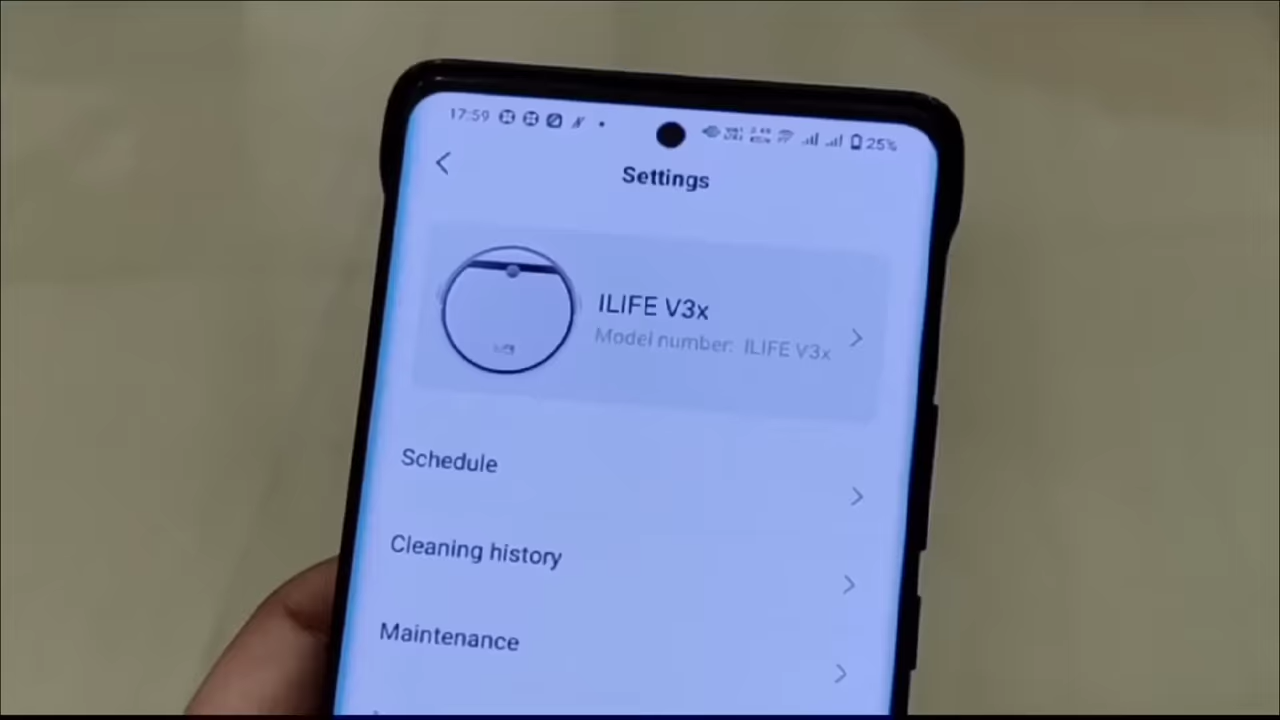 17:59
25%
Settings
ILIFE V3x
Model number: ILIFE V3x
Schedule
Cleaning history
Maintenance